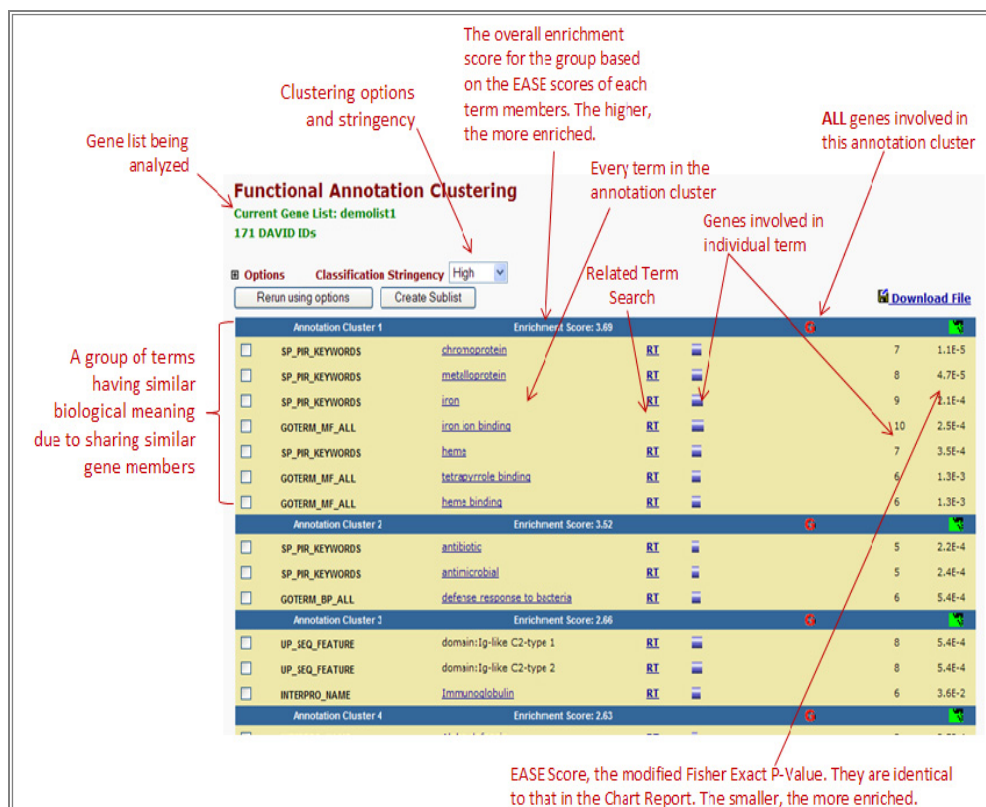 The overall enrichment
score for the group based
on the EASE scores of each
term members. The higher,
the more enriched.
Clustering options
and stringency
Gene list being
analyzed
ALL genes involved in
this annotation cluster
Every term in the
annotation cluster
Genes involved in
individual term
Related Term
Search
Functional Annotation Clustering
Current Gene List: demolist1
171 DAVID IDs
Options Classification Stringency High
Rerun using options Create Sublist Download File
A group of terms
having similar
biological meaning
due to sharing similar
gene members
Annotation Cluster 1 Enrichment Score: 3.69
SP_PIR_KEYWORDS chromoprotein RT 7 1.1E-5
SP_PIR_KEYWORDS metalloprotein RT 8 4.7E-5
SP_PIR_KEYWORDS iron RT 9 2.1E-4
GOTERM_MF_ALL iron ion binding RT 10 2.5E-4
SP_PIR_KEYWORDS heme RT 7 3.5E-4
GOTERM_MF_ALL tetrapyrrole binding RT 6 1.3E-3
GOTERM_MF_ALL heme binding RT 6 1.3E-3
Annotation Cluster 2 Enrichment Score: 3.52
SP_PIR_KEYWORDS antibiotic RT 5 2.2E-4
SP_PIR_KEYWORDS antimicrobial RT 5 2.4E-4
GOTERM_BP_ALL defense response to bacteria RT 6 5.4E-4
Annotation Cluster 3 Enrichment Score: 2.66
UP_SEQ_FEATURE domain:Ig-like C2-type 1 RT 8 5.4E-4
UP_SEQ_FEATURE domain:Ig-like C2-type 2 RT 8 5.4E-4
INTERPRO_NAME Immunoglobulin RT 6 3.6E-2
Annotation Cluster 4 Enrichment Score: 2.63
EASE Score, the modified Fisher Exact P-Value. They are identical
to that in the Chart Report. The smaller, the more enriched.